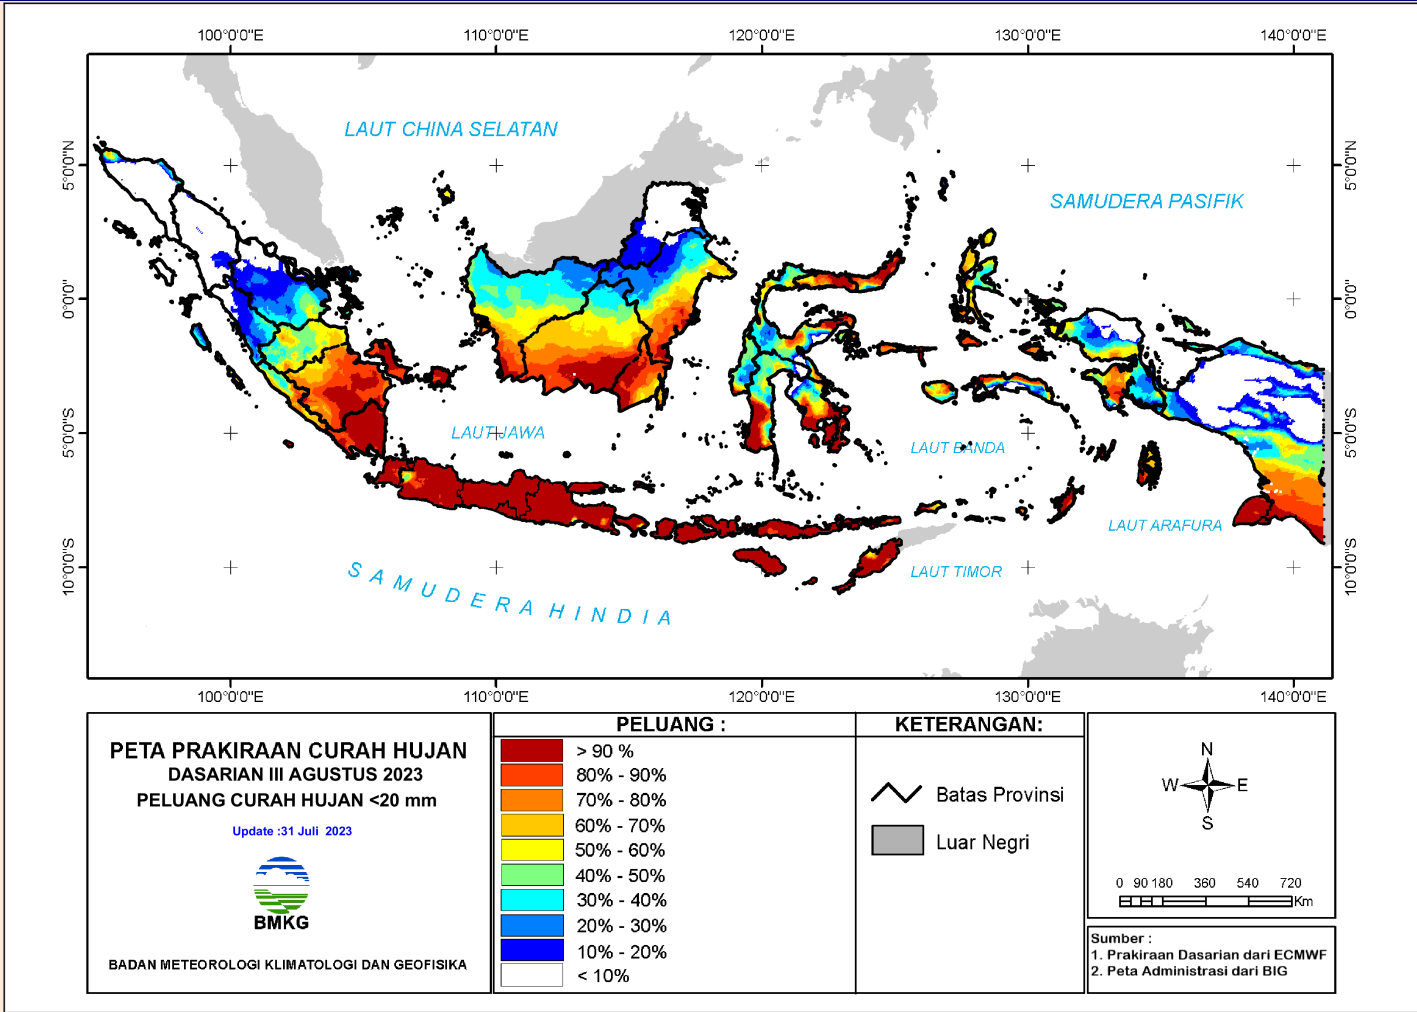 100°0'0"E 110°0'0"E 120°0'0"E 130°0'0"E 140°0'0"E
5°0'0"N
0°0'0"
5°0'0"S
10°0'0"S
LAUT CHINA SELATAN
SAMUDERA PASIFIK
LAUT JAWA
LAUT BANDA
LAUT ARAFURA
LAUT TIMOR
SAMUDERA HINDIA
5°0'0"N
0°0'0"
5°0'0"S
10°0'0"S
100°0'0"E 110°0'0"E 120°0'0"E 130°0'0"E 140°0'0"E
PETA PRAKIRAAN CURAH HUJAN
DASARIAN III AGUSTUS 2023
PELUANG CURAH HUJAN <20 mm
Update :31 Juli 2023
BMKG
BADAN METEOROLOGI KLIMATOLOGI DAN GEOFISIKA
PELUANG :
> 90 %
80% - 90%
70% - 80%
60% - 70%
50% - 60%
40% - 50%
30% - 40%
20% - 30%
10% - 20%
< 10%
KETERANGAN:
Batas Provinsi
Luar Negri
N
W E
S
0 90 180 360 540 720
Km
Sumber :
1. Prakiraan Dasarian dari ECMWF
2. Peta Administrasi dari BIG